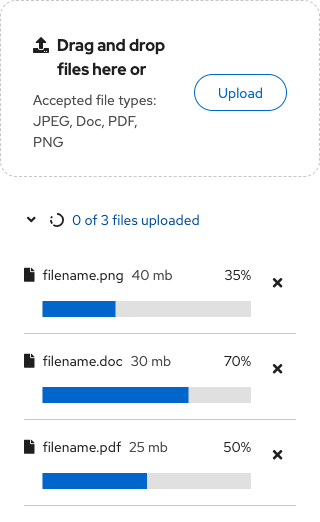 Drag and drop
files here or
Accepted file types:
JPEG, Doc, PDF,
PNG
Upload
0 of 3 files uploaded
filename.png 40 mb 35%
filename.doc 30 mb 70%
filename.pdf 25 mb 50%